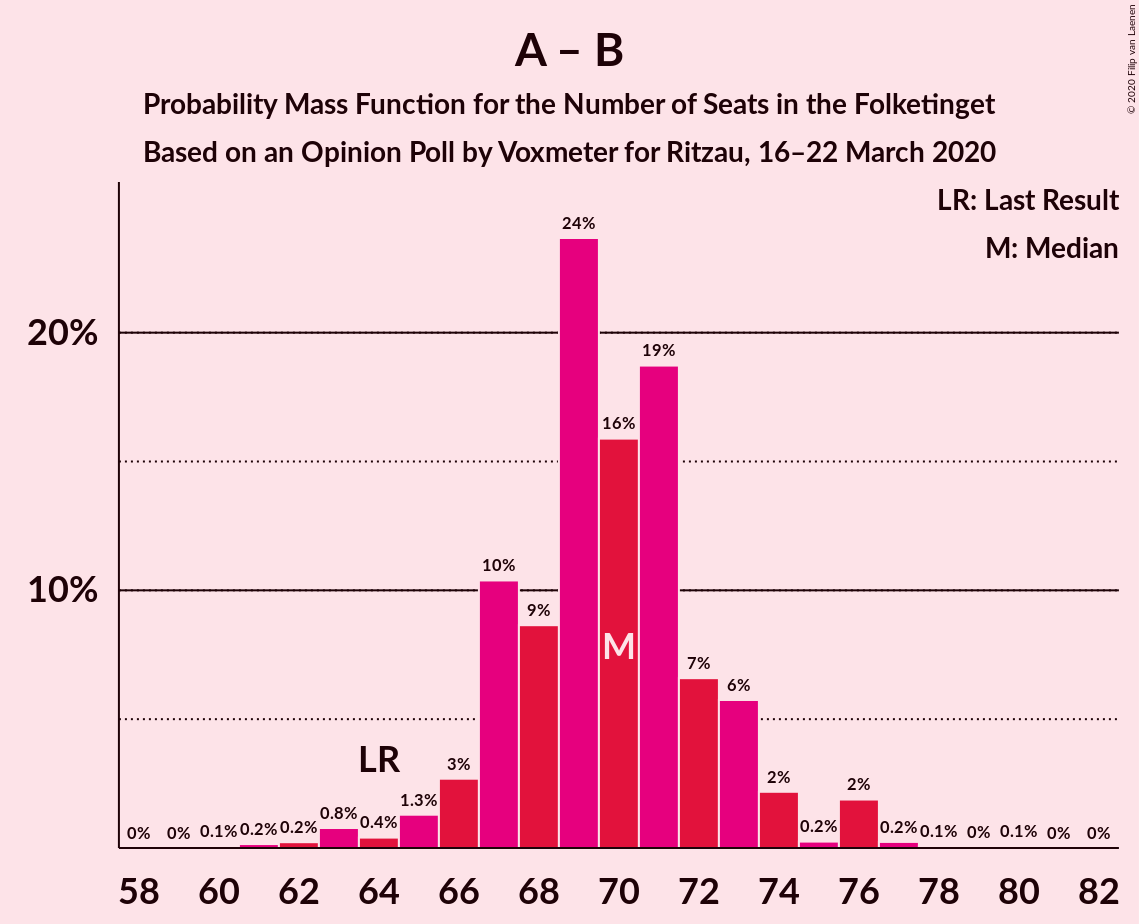 A – B
Probability Mass Function for the Number of Seats in the Folketinget
Based on an Opinion Poll by Voxmeter for Ritzau, 16–22 March 2020
© 2020 Filip van Laenen
LR: Last Result
M: Median
20%
10%
0% 0% 0.1% 0.2% 0.2% 0.8% 0.4% 1.3% 3% 10% 9% 24% 16% 19% 7% 6% 2% 0.2% 2% 0.2% 0.1% 0% 0.1% 0% 0%
LR
M
58 60 62 64 66 68 70 72 74 76 78 80 82